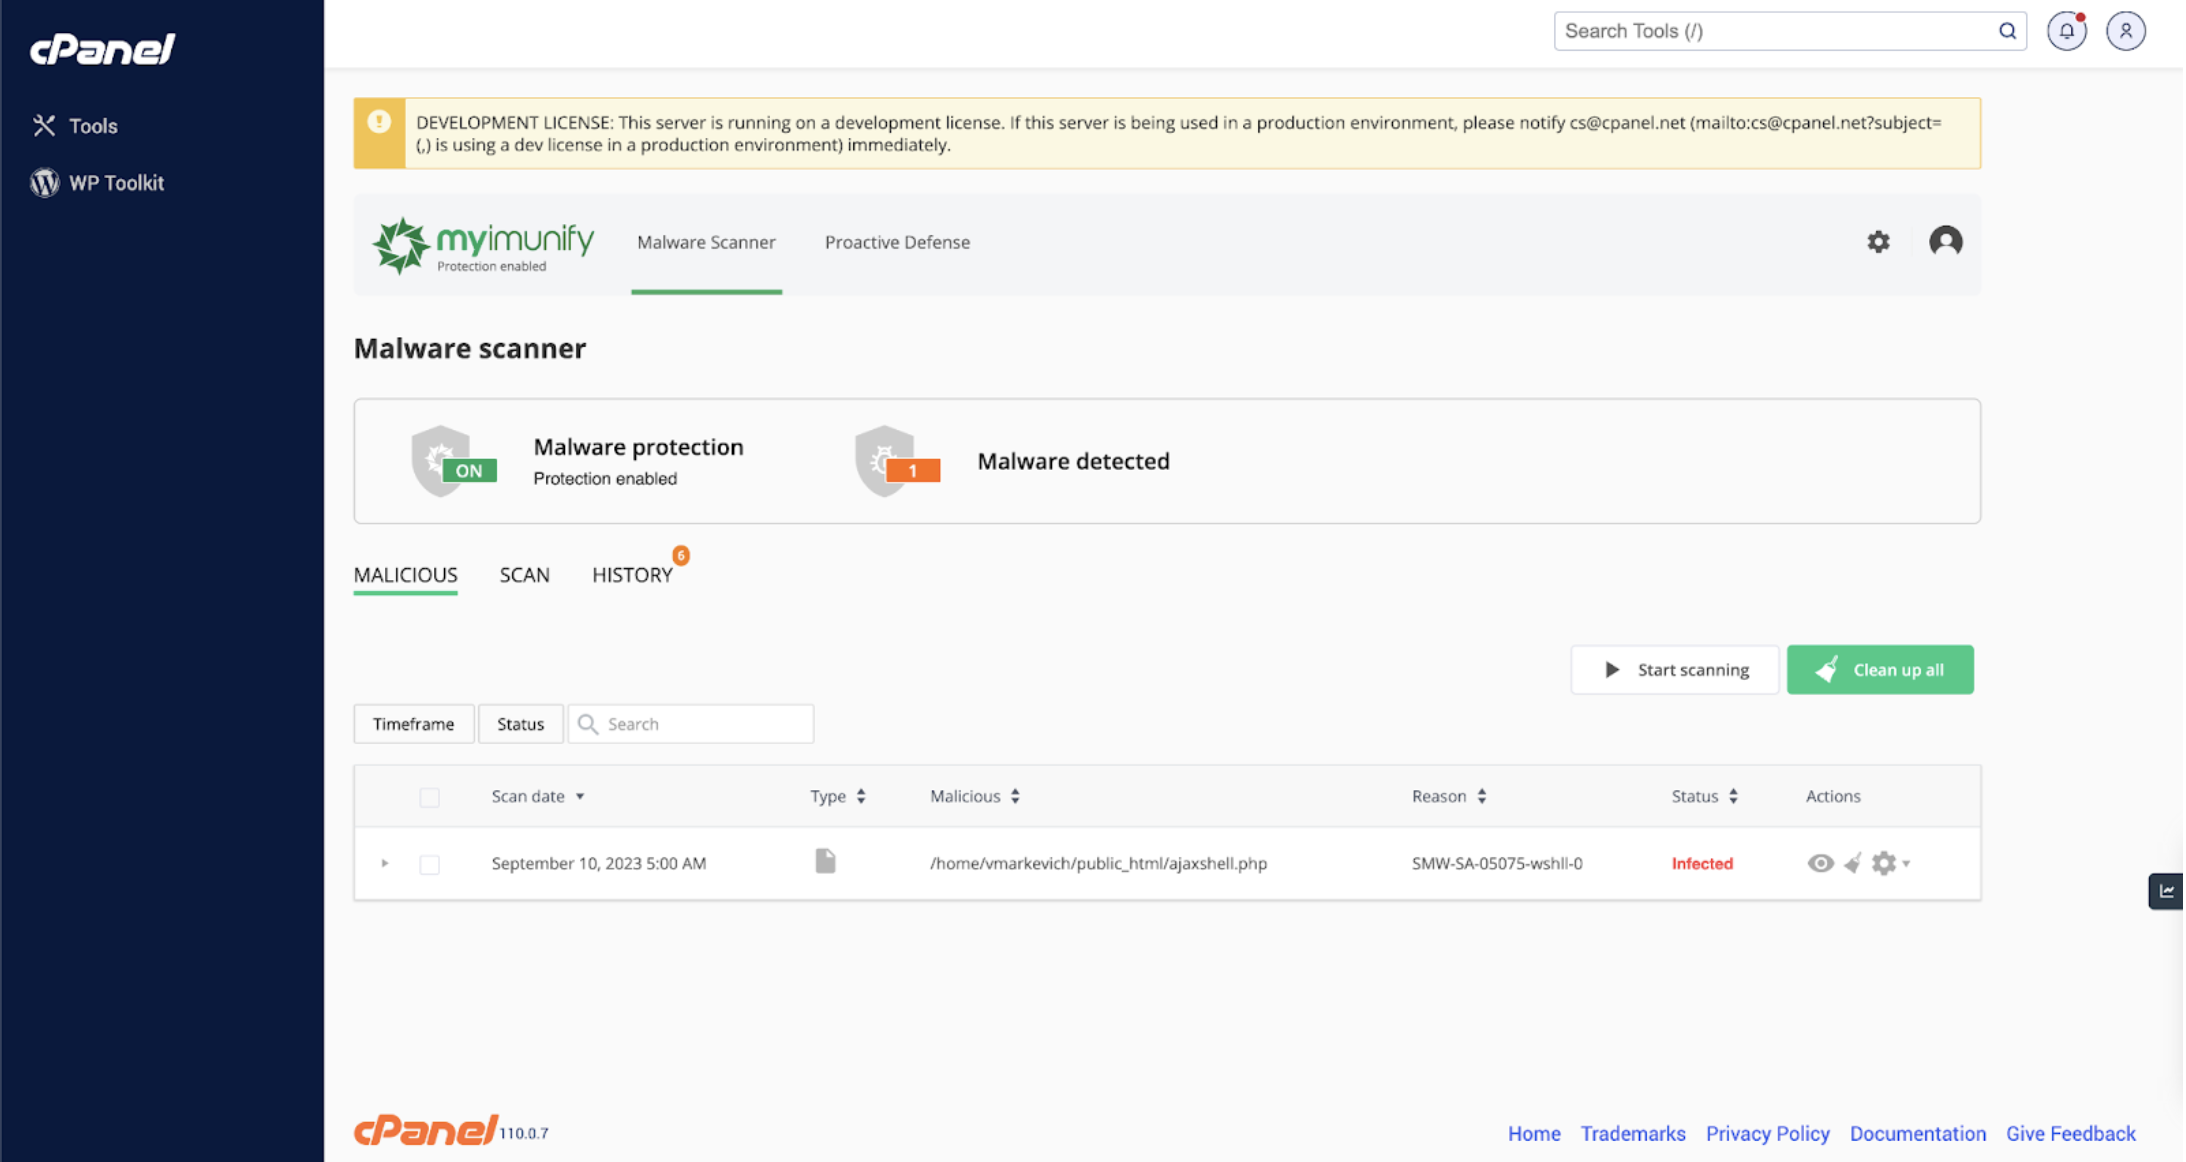 cPanel
Search Tools (/)
Tools
WP Toolkit
DEVELOPMENT LICENSE: This server is running on a development license. If this server is being used in a production environment, please notify cs@cpanel.net (mailto:cs@cpanel.net?subject=
(,) is using a dev license in a production environment) immediately.
myimunify
Protection enabled
Malware Scanner
Proactive Defense
Malware scanner
ON
Malware protection
Protection enabled
1
Malware detected
MALICIOUS
SCAN
HISTORY
6
Start scanning
Clean up all
Timeframe
Status
Search
Scan date
Type
Malicious
Reason
Status
Actions
September 10, 2023 5:00 AM
/home/vmarkevich/public_html/ajaxshell.php
SMW-SA-05075-wshll-0
Infected
cPanel 110.0.7
Home
Trademarks
Privacy Policy
Documentation
Give Feedback